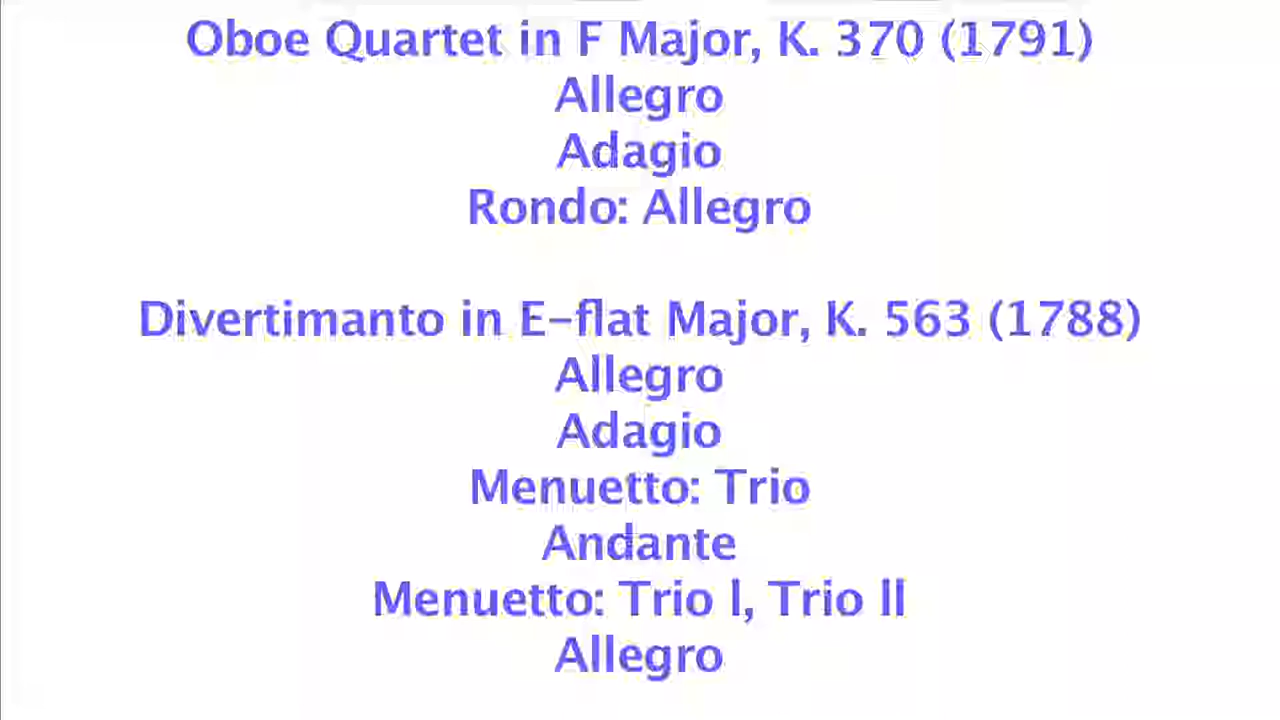 Oboe Quartet in F Major, K. 370 (1791)
Allegro
Adagio
Rondo: Allegro
Divertimanto in E-flat Major, K. 563 (1788)
Allegro
Adagio
Menuetto: Trio
Andante
Menuetto: Trio I, Trio II
Allegro